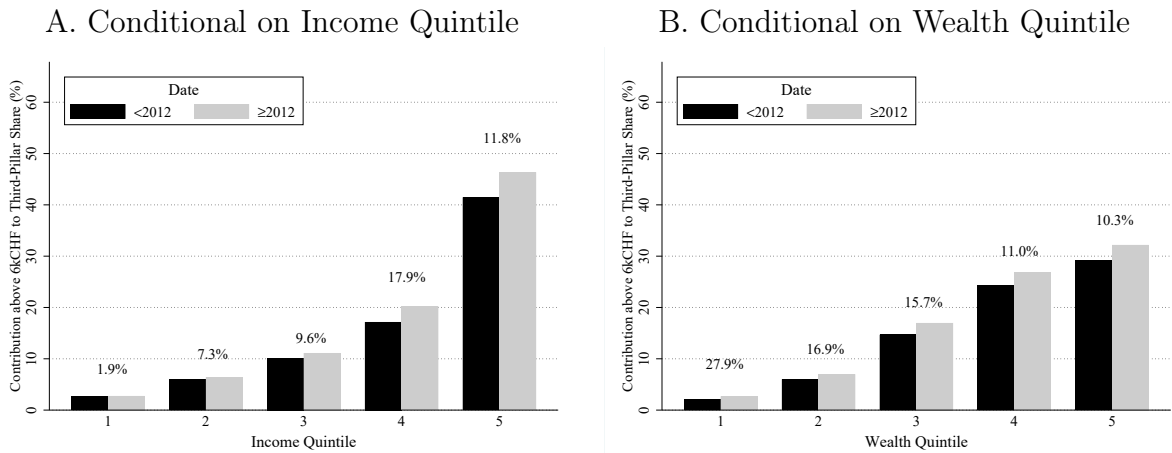 A. Conditional on Income Quintile
Contribution above 6kCHF to Third-Pillar Share (%)
60
50
40
30
20
10
0
Date
<2012 ≥2012
1.9%
7.3%
9.6%
17.9%
11.8%
1 2 3 4 5
Income Quintile
B. Conditional on Wealth Quintile
Contribution above 6kCHF to Third-Pillar Share (%)
60
50
40
30
20
10
0
Date
<2012 ≥2012
27.9%
16.9%
15.7%
11.0%
10.3%
1 2 3 4 5
Wealth Quintile